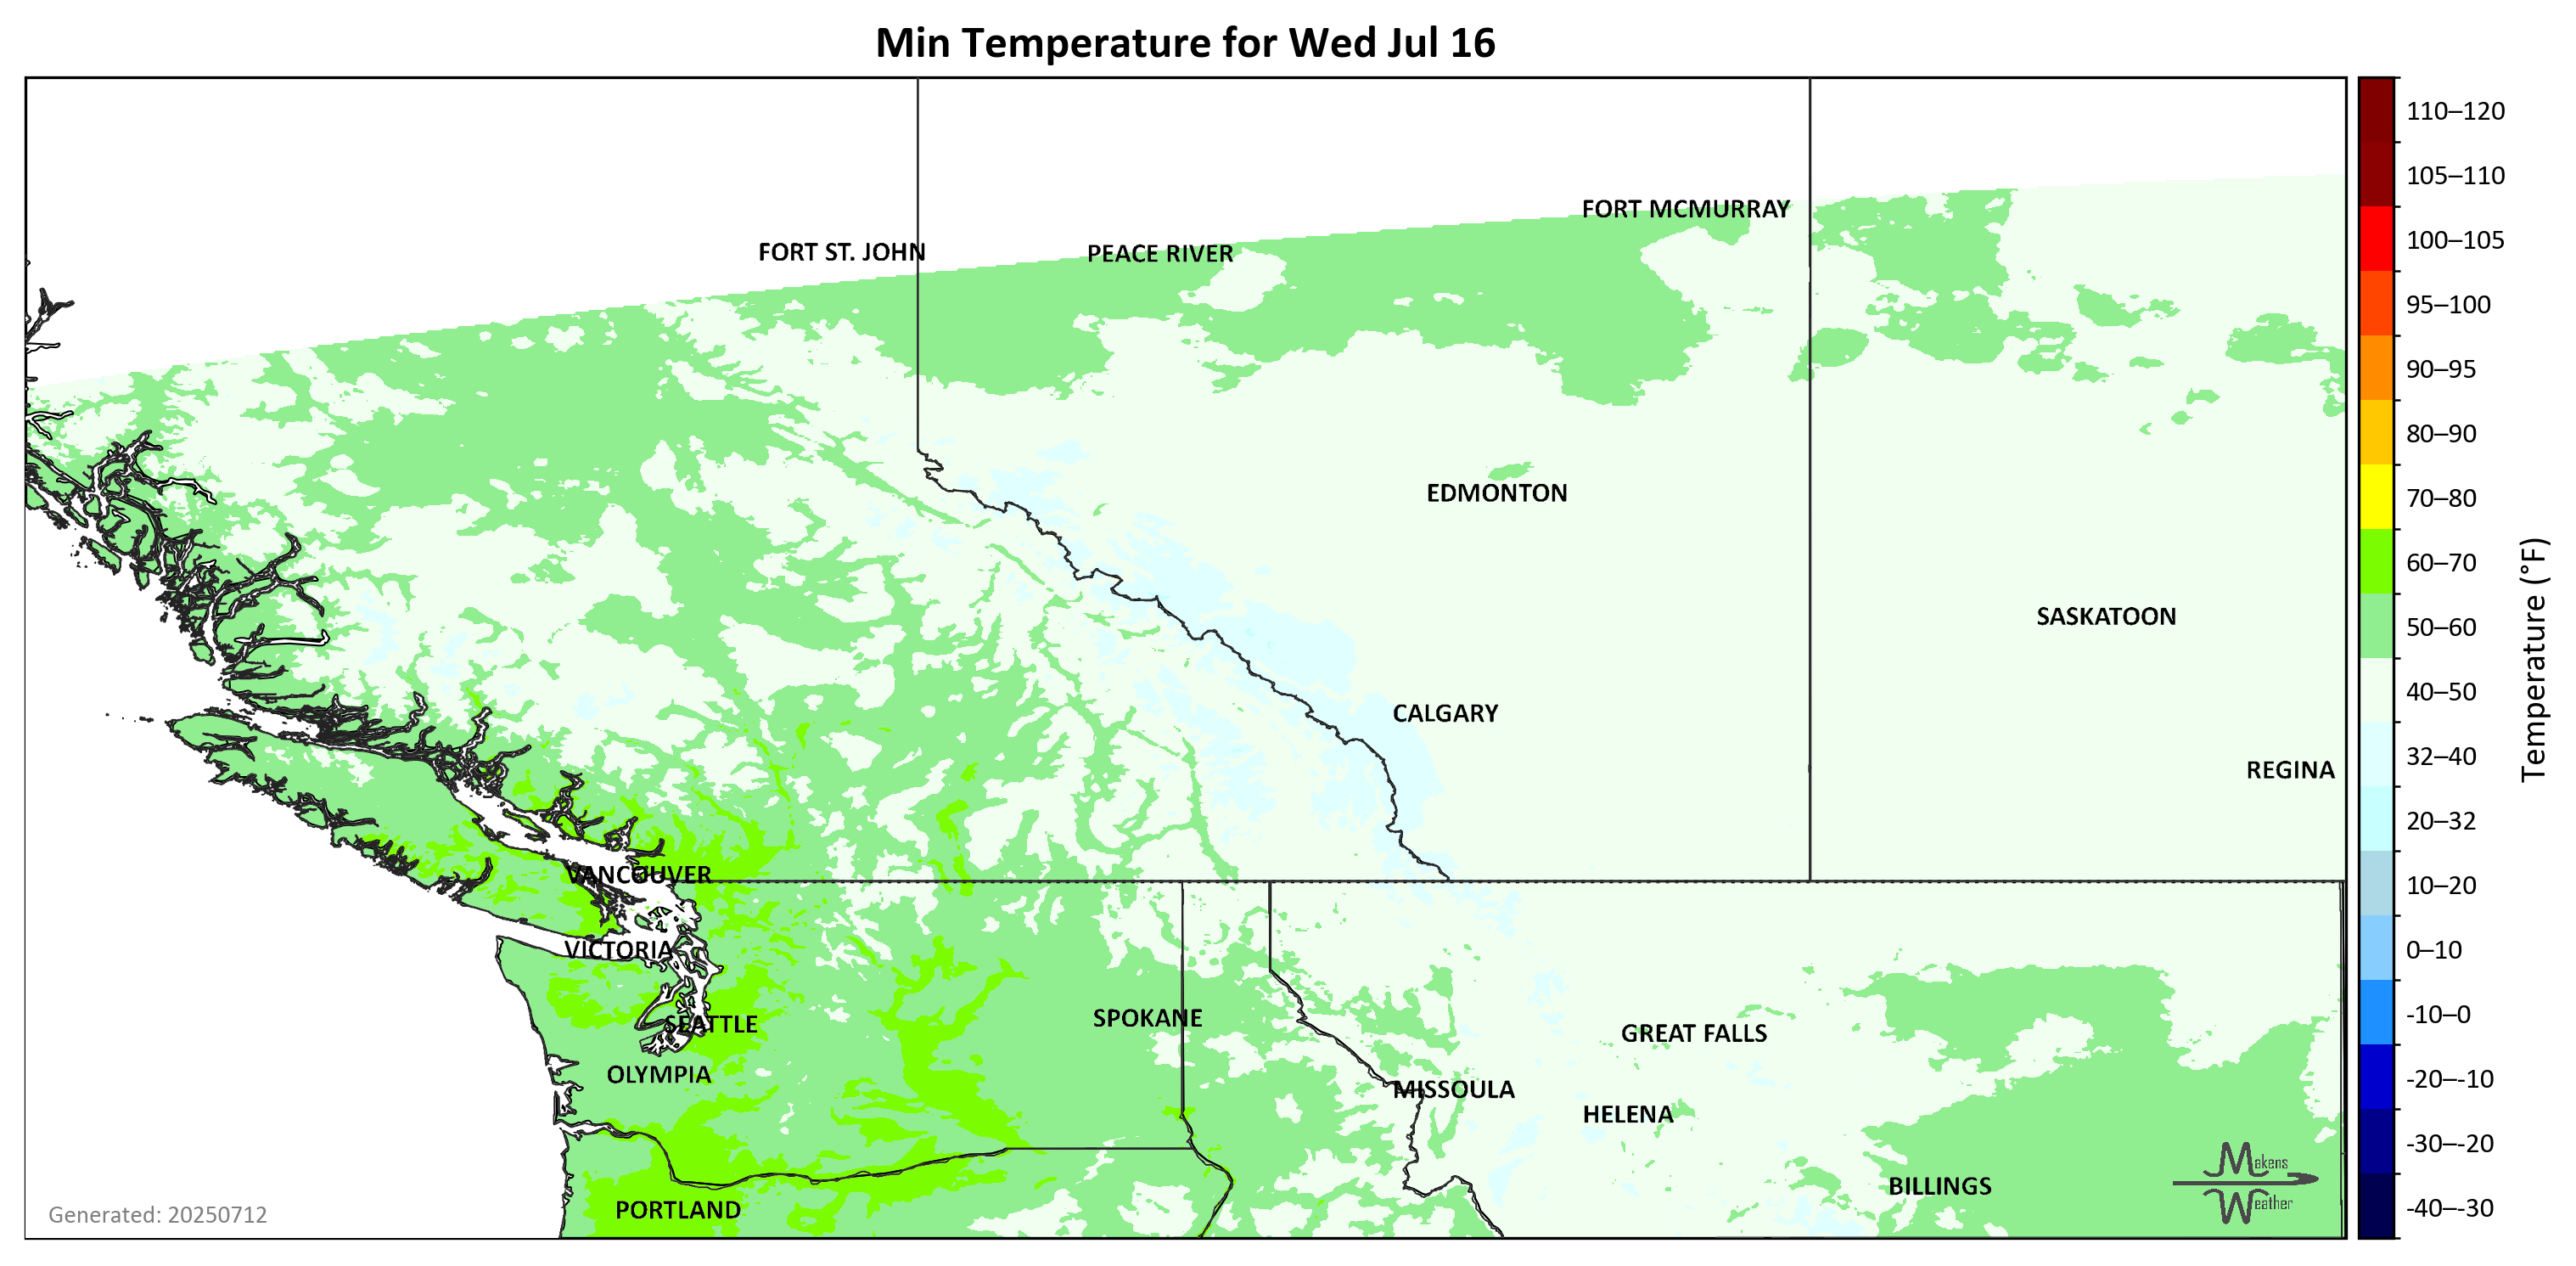 Min Temperature for Wed Jul 16
110–120
105–110
FORT MCMURRAY
100–105
FORT ST. JOHN
PEACE RIVER
95–100
90–95
80–90
EDMONTON
70–80
60–70
SASKATOON
50–60
Temperature (°F)
CALGARY
40–50
REGINA
32–40
20–32
VANCOUVER
10–20
VICTORIA
0–10
SPOKANE
SEATTLE
GREAT FALLS
-10–0
OLYMPIA
MISSOULA
-20–-10
HELENA
-30–-20
Makens
BILLINGS
Weather
PORTLAND
-40–-30
Generated: 20250712